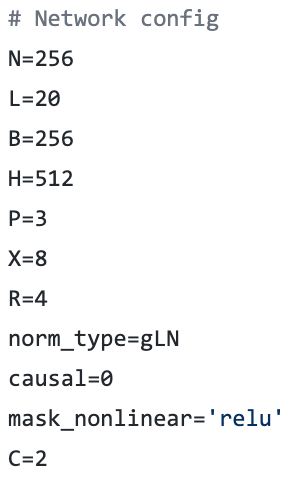 # Network config
N=256
L=20
B=256
H=512
P=3
X=8
R=4
norm_type=gLN
causal=0
mask_nonlinear='relu'
C=2